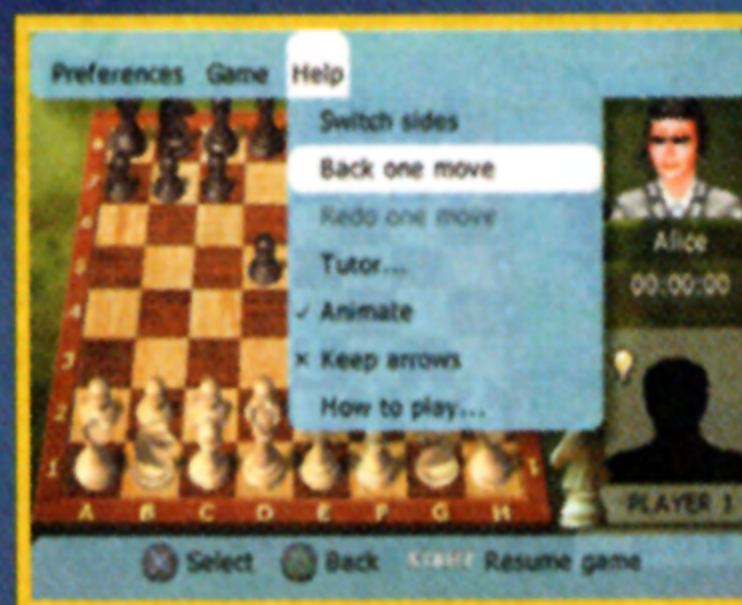 Preferences Game Help
Switch sides
Back one move
Redo one move
Tutor...
Animate
Keep arrows
How to play...
Alice
00:00:00
PLAYER 1
8
7
6
5
4
3
2
1 1
A B C D E F G H
Select Back START Resume game